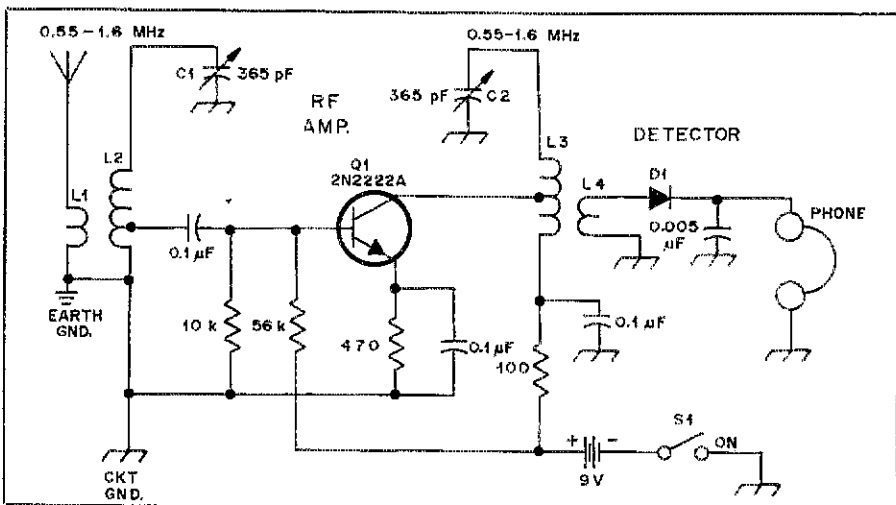 0.55–1.6 MHz
0.55–1.6 MHz
C1
365 pF
365 pF
C2
RF
AMP.
DETECTOR
L3
L2
Q1
2N2222A
L4
D1
L1
PHONE
0.005
µF
0.1 µF
EARTH
GND.
10 k
56k
470
0.1 µF
0.1 µF
100
S1
+
-
ON
9V
CKT
GND.